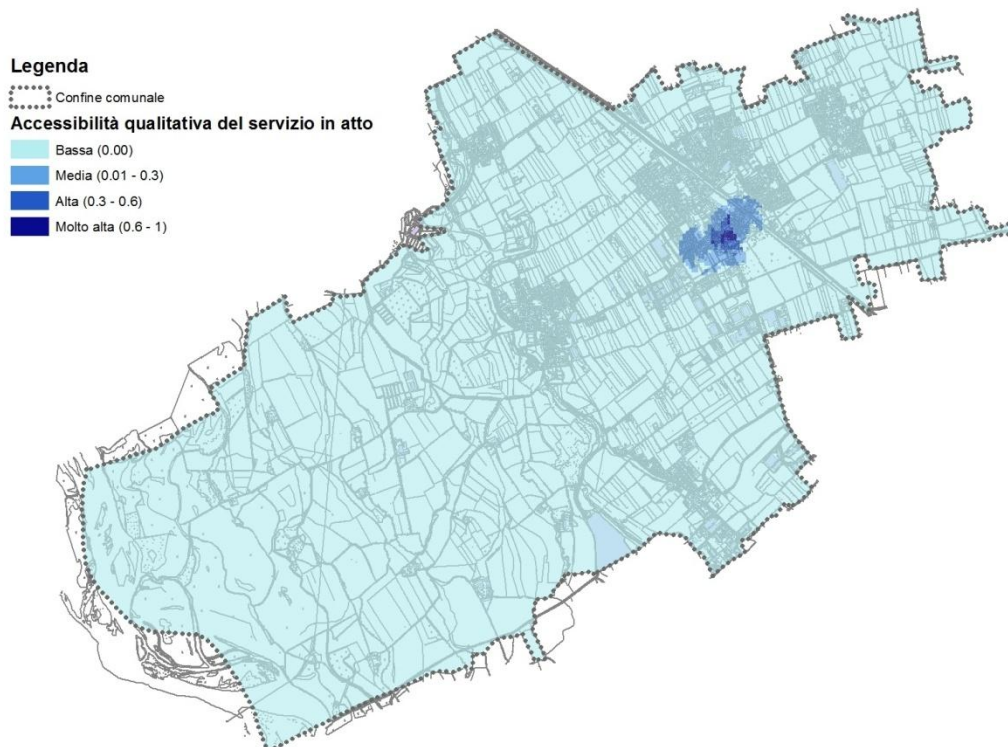 Legenda
Confine comunale
Accessibilità qualitativa del servizio in atto
Bassa (0.00)
Media (0.01 - 0.3)
Alta (0.3 - 0.6)
Molto alta (0.6 - 1)